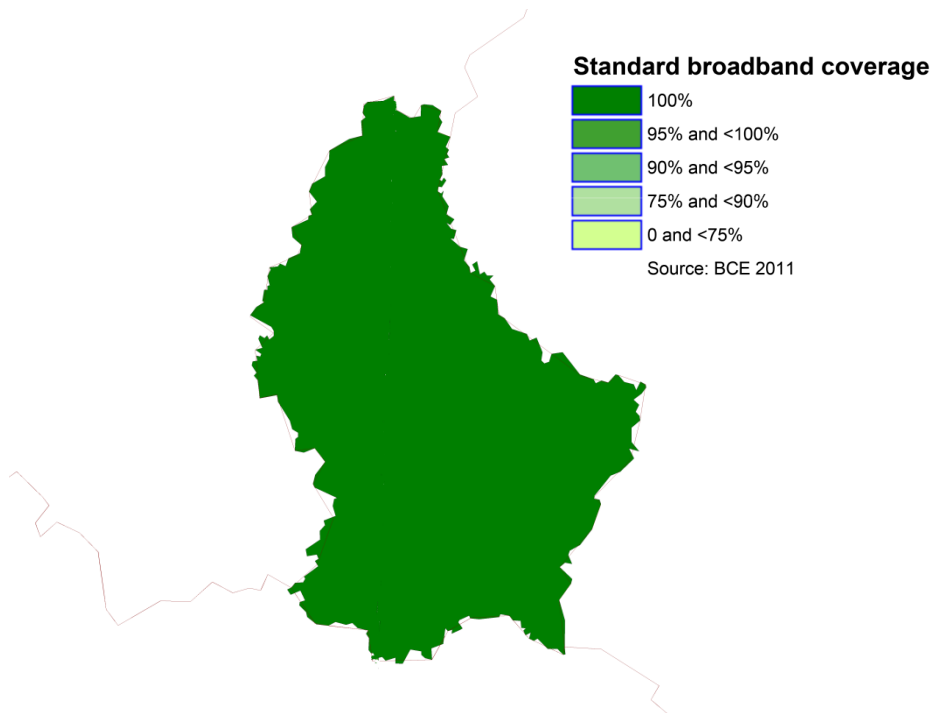 Standard broadband coverage
100%
95% and <100%
90% and <95%
75% and <90%
0 and <75%
Source: BCE 2011